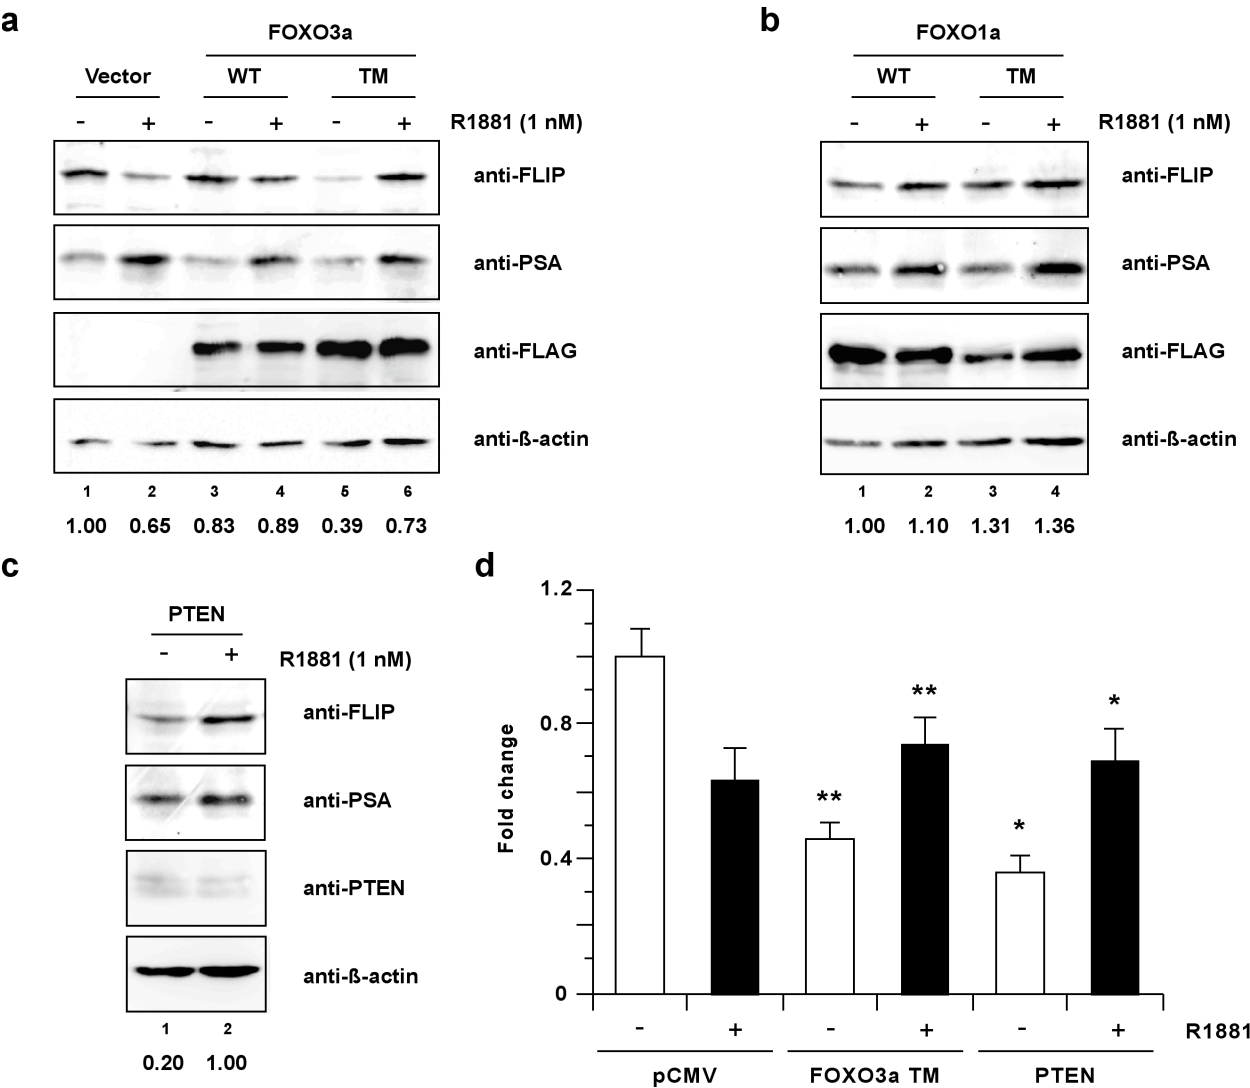 a
FOXO3a
Vector WT TM
- + - + - + R1881 (1 nM)
anti-FLIP
anti-PSA
anti-FLAG
anti-ß-actin
1 2 3 4 5 6
1.00 0.65 0.83 0.89 0.39 0.73
b
FOXO1a
WT TM
- + - + R1881 (1 nM)
anti-FLIP
anti-PSA
anti-FLAG
anti-ß-actin
1 2 3 4
1.00 1.10 1.31 1.36
c
PTEN
- + R1881 (1 nM)
anti-FLIP
anti-PSA
anti-PTEN
anti-ß-actin
1 2
0.20 1.00
d
Fold change
1.2
0.8
0.4
0
** ** * *
- + - + - + R1881
pCMV FOXO3a TM PTEN